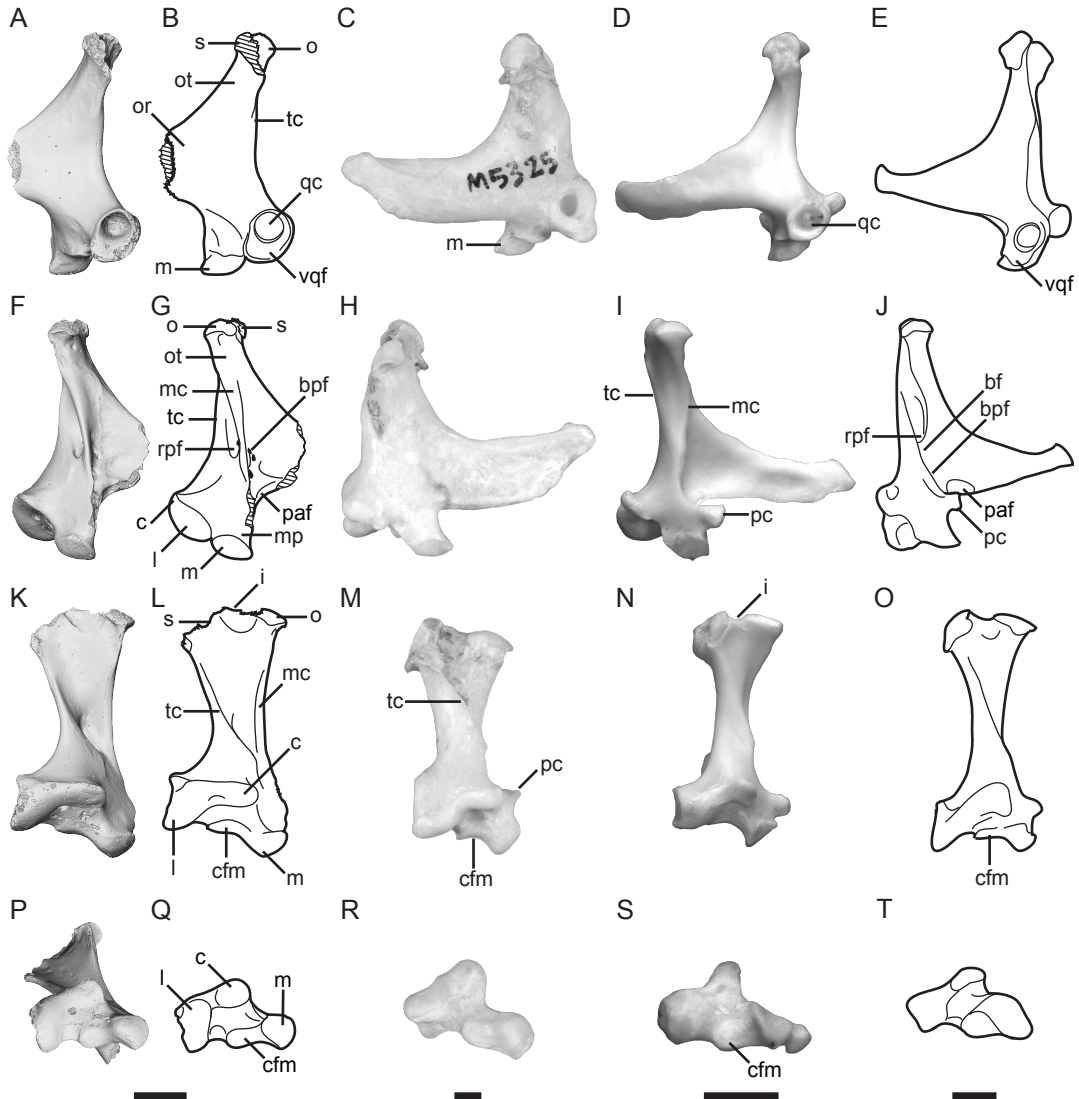 A B C D E
s o
ot
or
tc
M5325
qc
m
qc
m
vqf
vqf
F G H I J
o s
ot
bpf
mc
tc
tc
mc
bf
bpf
rpf
rpf
c
paf
pc
paf
l
mp
pc
m
K L M N O
i
i
s o
mc
tc
tc
c
pc
l
cfm
m
cfm
cfm
P Q R S T
c
l
m
cfm
cfm